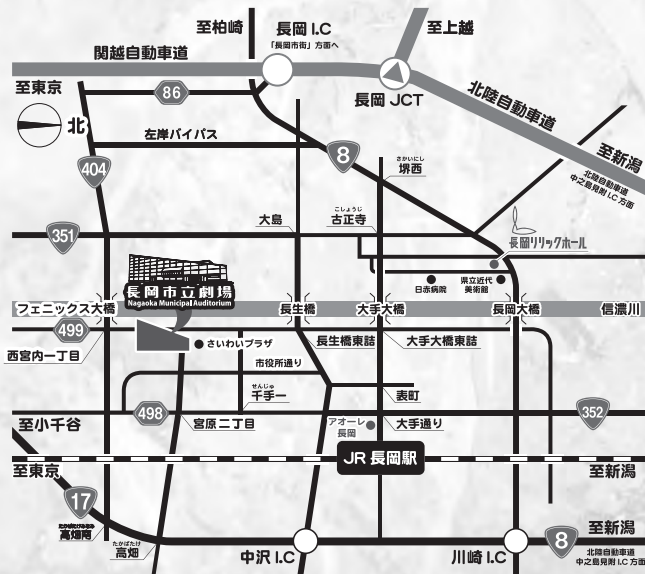 至柏崎
長岡 I.C
「長岡市街」方面へ
至上越
関越自動車道
至東京
86
長岡 JCT
北陸自動車道
北
左岸バイパス
8
至新潟
北陸自動車道
中之島見附 I.C 方面
404
さかいにし
堺西
351
大島
こしょうじ
古正寺
長岡リリックホール
日赤病院
県立近代
美術館
長岡市立劇場
Nagaoka Municipal Auditorium
フェニックス大橋
長生橋
大手大橋
長岡大橋
信濃川
499
さいわいプラザ
長生橋東詰
大手大橋東詰
西宮内一丁目
市役所通り
せんじゅ
千手一
表町
498
352
至小千谷
宮原二丁目
アオーレ
長岡
大手通り
JR 長岡駅
至東京
至新潟
17
たかばたけみなみ
高畑南
たかばたけ
高畑
中沢 I.C
川崎 I.C
8
至新潟
北陸自動車道
中之島見附 I.C 方面